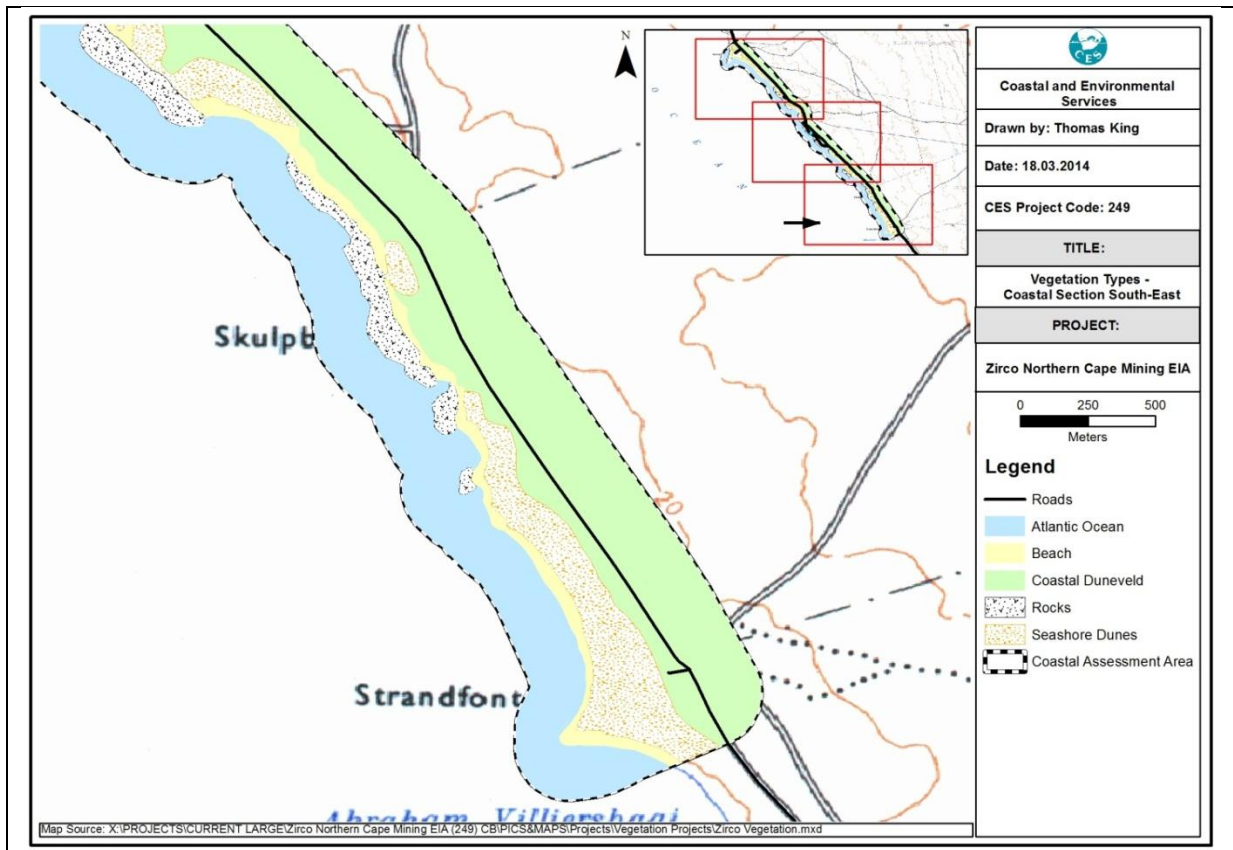 N
CES
Coastal and Environmental
Services
Drawn by: Thomas King
Date: 18.03.2014
CES Project Code: 249
TITLE:
Vegetation Types -
Coastal Section South-East
PROJECT:
Zirco Northern Cape Mining EIA
0 250 500
Meters
Legend
Roads
Atlantic Ocean
Beach
Coastal Duneveld
Rocks
Seashore Dunes
Coastal Assessment Area
Skulpb
20
Strandfont
Abraham Villiersbaai
Map Source: X:\PROJECTS\CURRENT LARGE\Zirco Northern Cape Mining EIA (249) CB\PICS&MAPS\Projects\Vegetation Projects\Zirco Vegetation.mxd